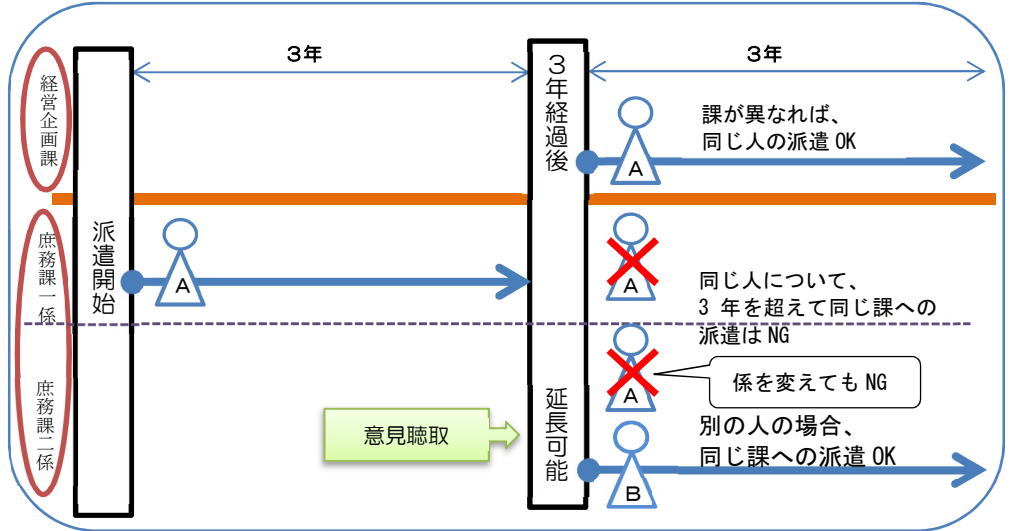 経営企画課
３年
３年経過後
３年
課が異なれば、
同じ人の派遣 OK
A
派遣開始
庶務課一係
A
A
同じ人について、
3 年を超えて同じ課への
派遣は NG
庶務課二係
A
係を変えても NG
意見聴取
延長可能
別の人の場合、
同じ課への派遣 OK
B